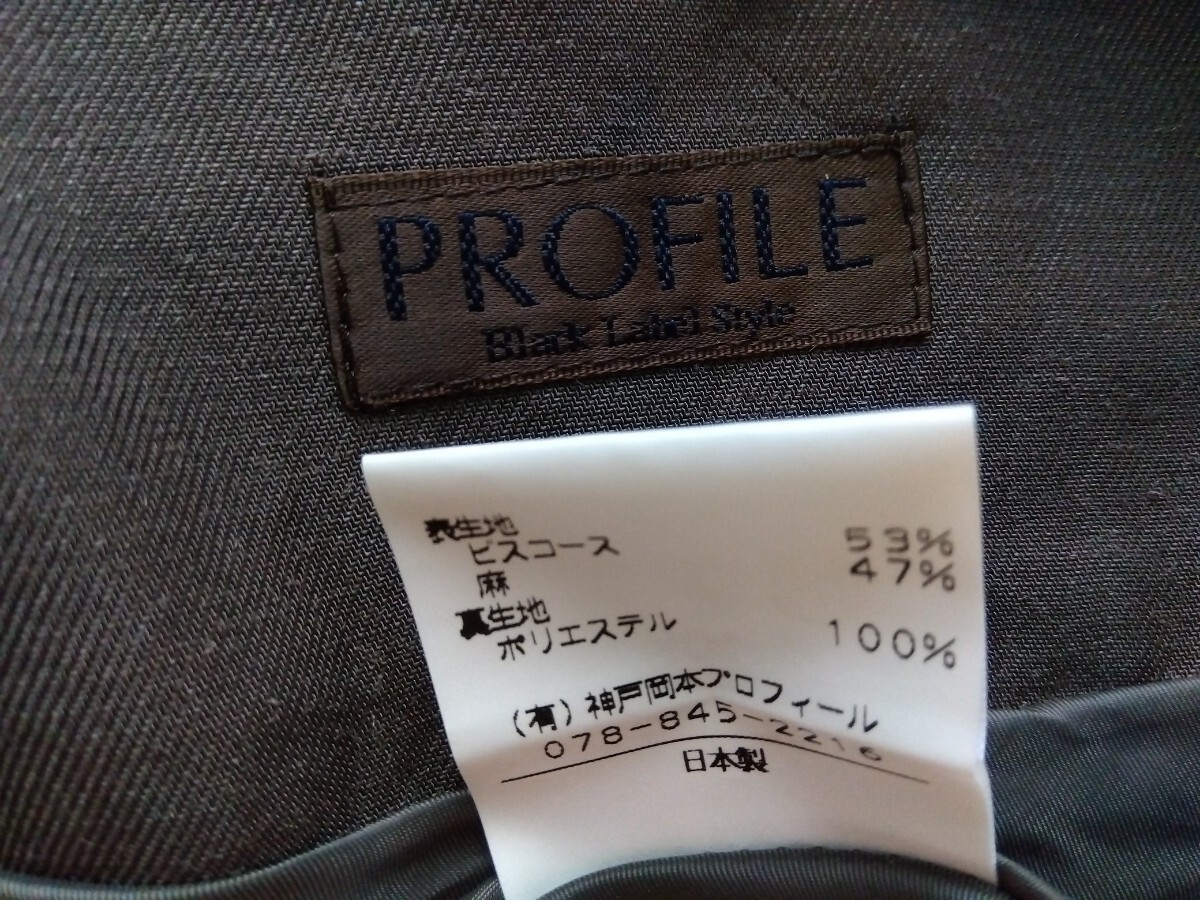 PROFILE
Black Label Style
表生地
ビスコース 53%
麻 47%
裏生地
ポリエステル 100%
(有)神戸岡本プロフィール
078-845-2216
日本製